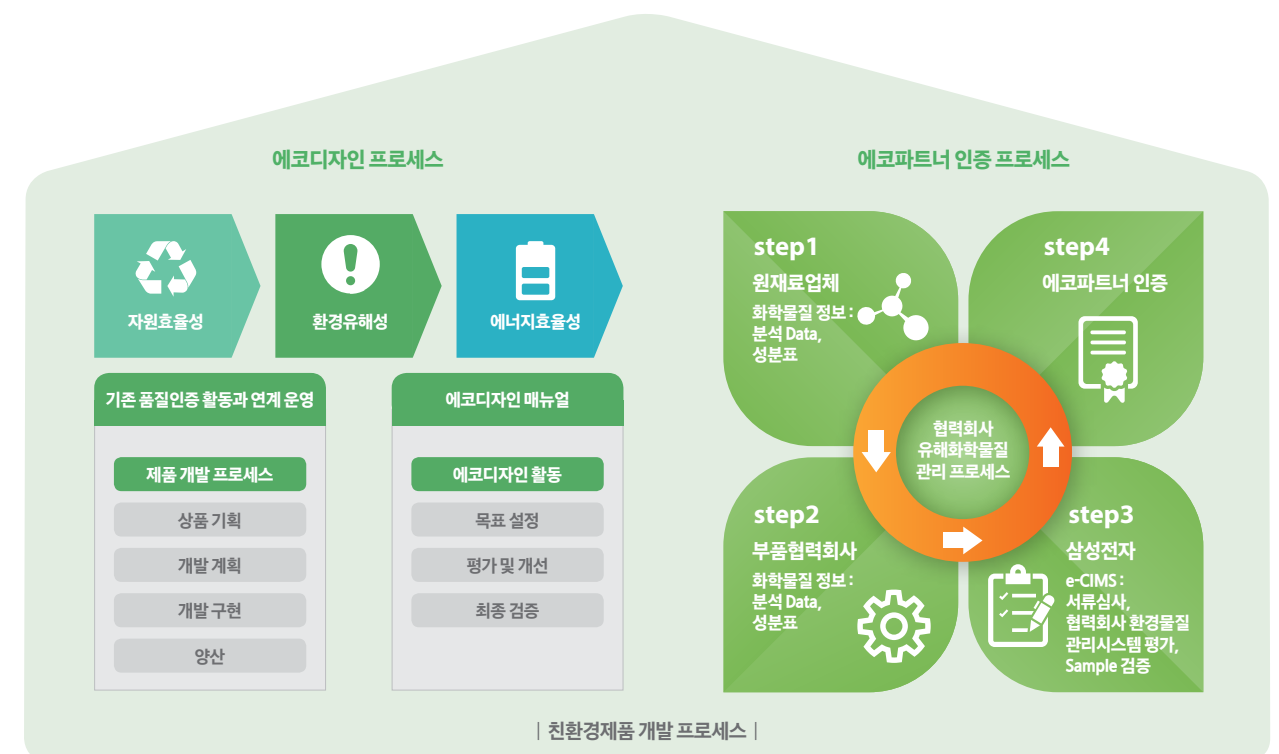 에코디자인 프로세스
자원효율성
환경유해성
에너지효율성
기존 품질인증 활동과 연계 운영
제품 개발 프로세스
상품 기획
개발 계획
개발 구현
양산
에코디자인 매뉴얼
에코디자인 활동
목표 설정
평가 및 개선
최종 검증
에코파트너 인증 프로세스
step1
원재료업체
화학물질 정보 :
분석 Data,
성분표
step4
에코파트너 인증
협력회사
유해화학물질
관리 프로세스
step2
부품협력회사
화학물질 정보 :
분석 Data,
성분표
step3
삼성전자
e-CIMS :
서류심사,
협력회사 환경물질
관리시스템 평가,
Sample 검증
| 친환경제품 개발 프로세스 |